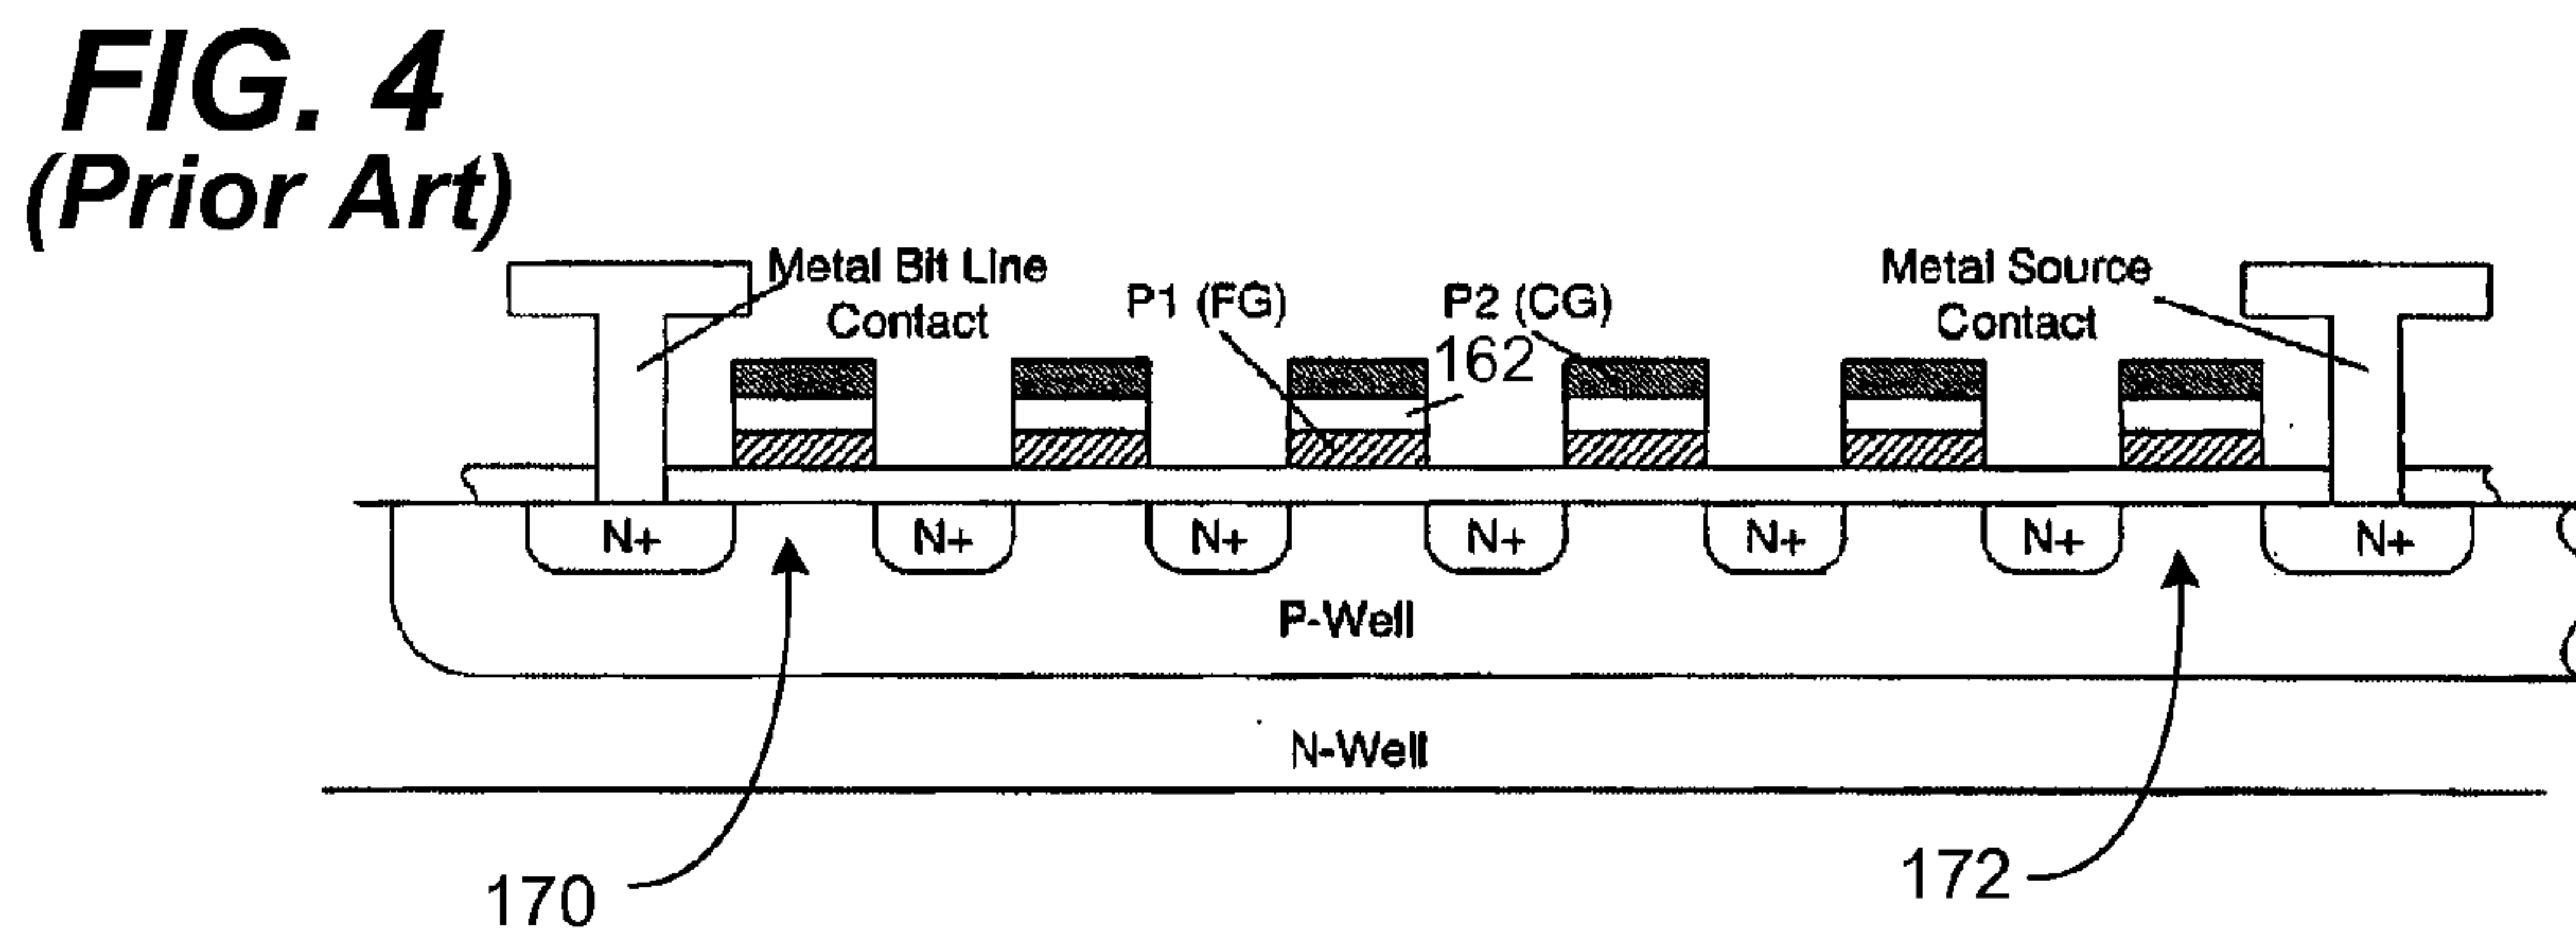 FIG. 4
(Prior Art)
Metal Bit Line
Contact
P1 (FG)
P2 (CG)
162
Metal Source
Contact
N+ N+ N+ N+ N+ N+ N+
P-Well
N-Well
170
172